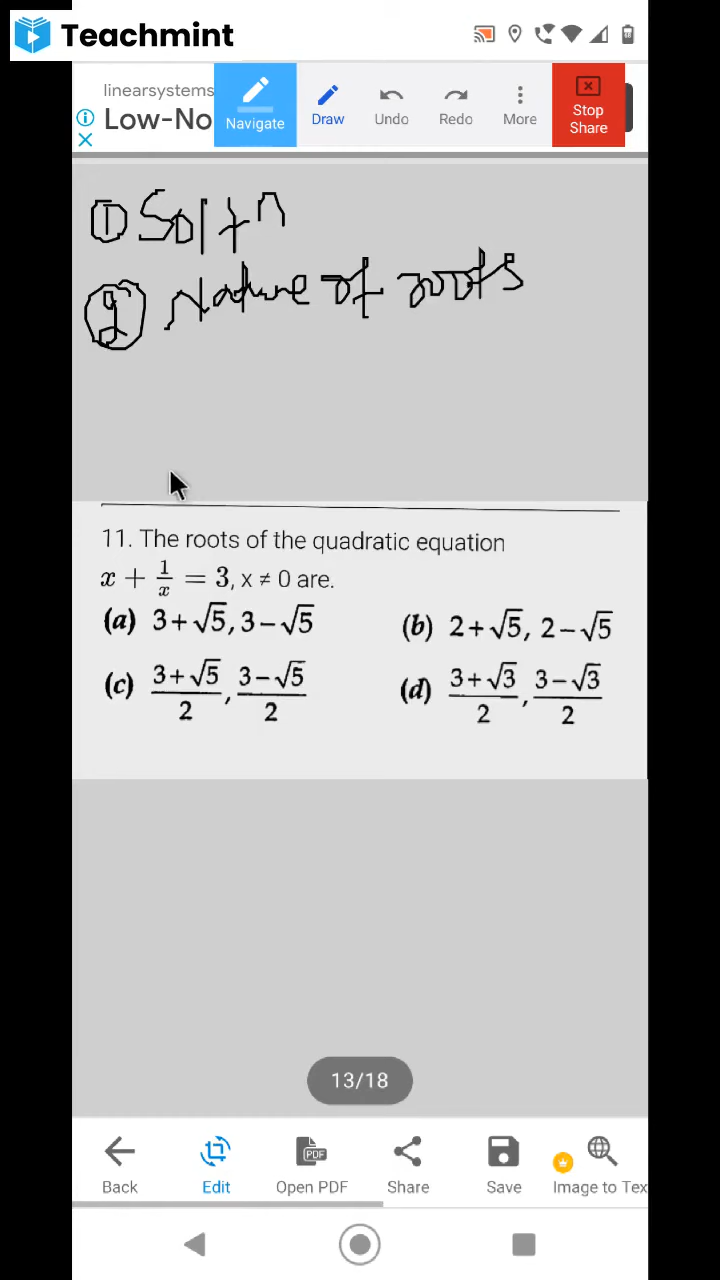 Teachmint
linearsystems
Low-No
Navigate
Draw
Undo
Redo
More
Stop
Share
① Sol/n
② Nature of roots
11. The roots of the quadratic equation
x + 1/x = 3, x ≠ 0 are.
(a) 3+√5, 3−√5
(b) 2+√5, 2−√5
(c) 3+√5/2, 3−√5/2
(d) 3+√3/2, 3−√3/2
13/18
PDF
Back
Edit
Open PDF
Share
Save
Image to Tex